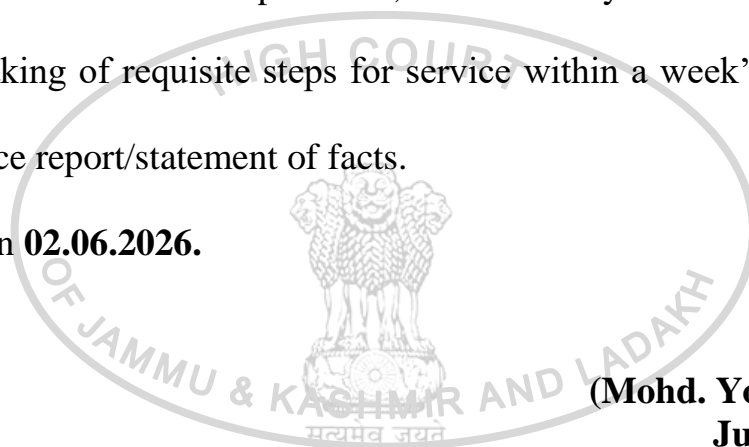 king of requisite steps for service within a week’
ce report/statement of facts.
n 02.06.2026.
HIGH COURT
OF JAMMU & KASHMIR AND LADAKH
सत्यमेव जयते
(Mohd. Yo
Ju